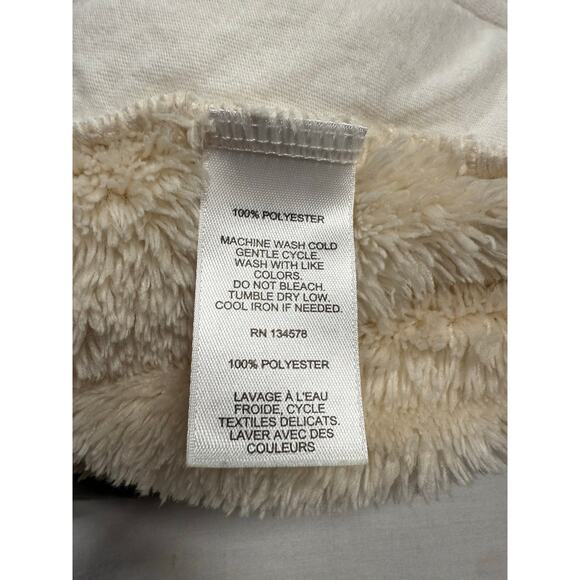 100% POLYESTER
MACHINE WASH COLD
GENTLE CYCLE.
WASH WITH LIKE
COLORS.
DO NOT BLEACH.
TUMBLE DRY LOW.
COOL IRON IF NEEDED.
RN 134578
100% POLYESTER
LAVAGE À L'EAU
FROIDE, CYCLE
TEXTILES DELICATS.
LAVER AVEC DES
COULEURS